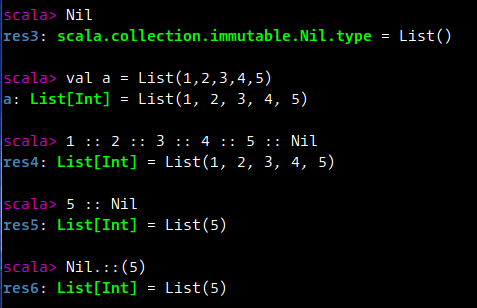 scala> Nil
res3: scala.collection.immutable.Nil.type = List()
scala> val a = List(1,2,3,4,5)
a: List[Int] = List(1, 2, 3, 4, 5)
scala> 1 :: 2 :: 3 :: 4 :: 5 :: Nil
res4: List[Int] = List(1, 2, 3, 4, 5)
scala> 5 :: Nil
res5: List[Int] = List(5)
scala> Nil.::(5)
res6: List[Int] = List(5)